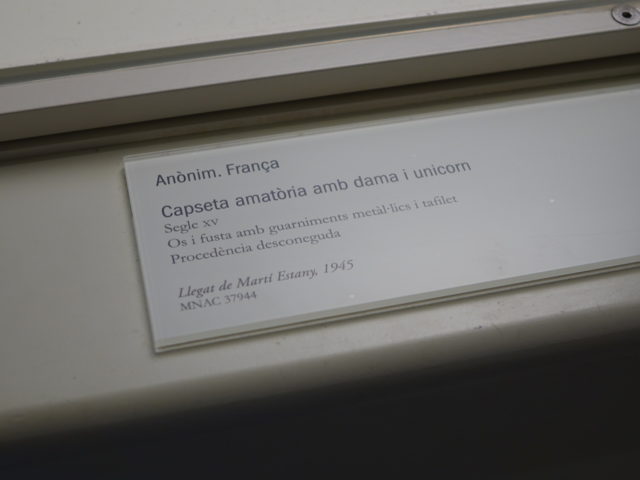 Anònim. França
Capseta amatòria amb dama i unicorn
Segle XV
Os i fusta amb guarniments metàl·lics i tafilet
Procedència desconeguda
Llegat de Martí Estany, 1945
MNAC 37944